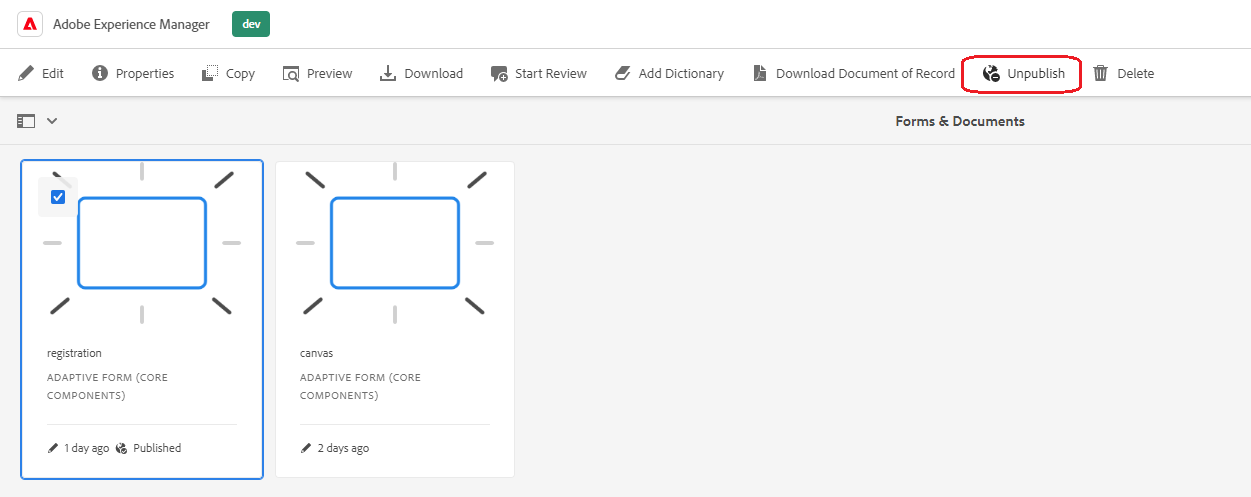 Adobe Experience Manager dev
Edit Properties Copy Preview Download Start Review Add Dictionary Download Document of Record Unpublish Delete
Forms & Documents
registration
ADAPTIVE FORM (CORE
COMPONENTS)
1 day ago Published
canvas
ADAPTIVE FORM (CORE
COMPONENTS)
2 days ago